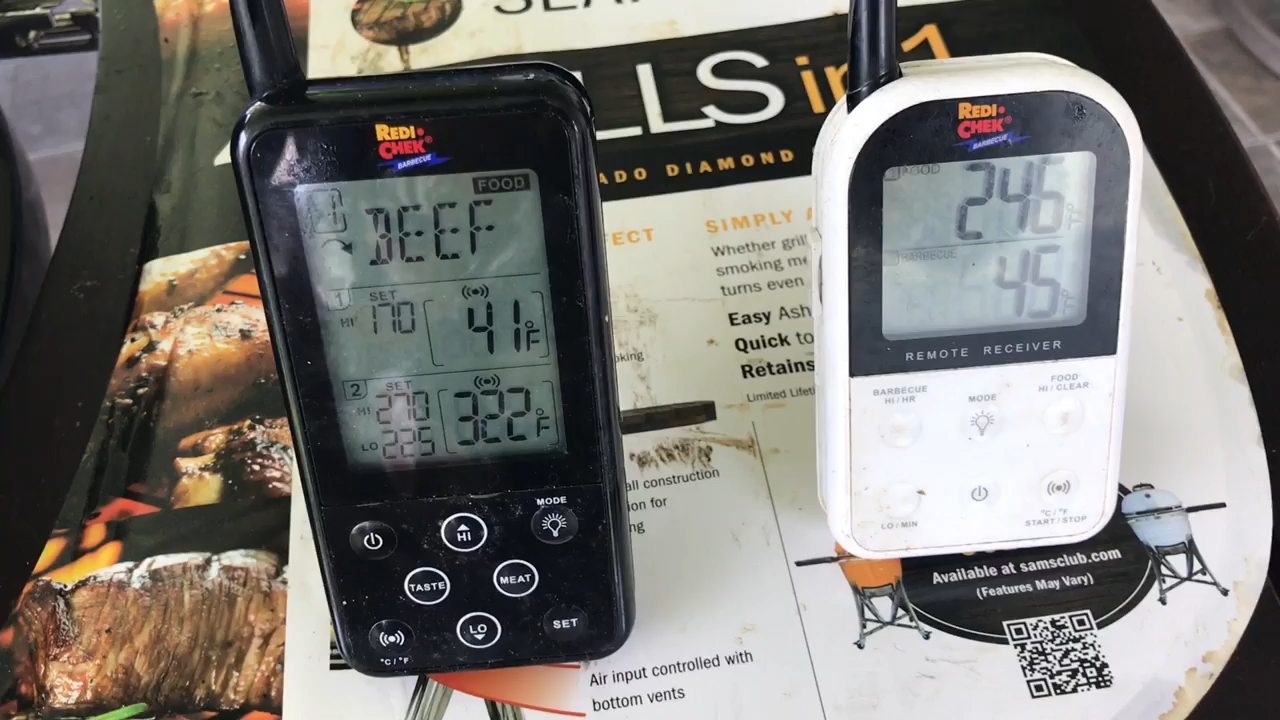 LLS in 1
ADO DIAMOND
REDI
CHEK®
BARBECUE
FOOD
1
BEEF
1
SET
HI 170
41°F
2
SET
HI 270
LO 225
322°F
MODE
HI
TASTE
MEAT
LO
SET
°C/°F
REDI
CHEK®
BARBECUE
FOOD
246°F
BARBECUE
45°F
REMOTE RECEIVER
BARBECUE
HI/HR
MODE
FOOD
HI/CLEAR
LO/MIN
°C/°F
START/STOP
SIMPLY
Whether gril
smoking me
turns even
Easy Ash
Quick to
Retains
Limited Lifeti
all construction
ion for
ng
Air input controlled with
bottom vents
Available at samsclub.com
(Features May Vary)